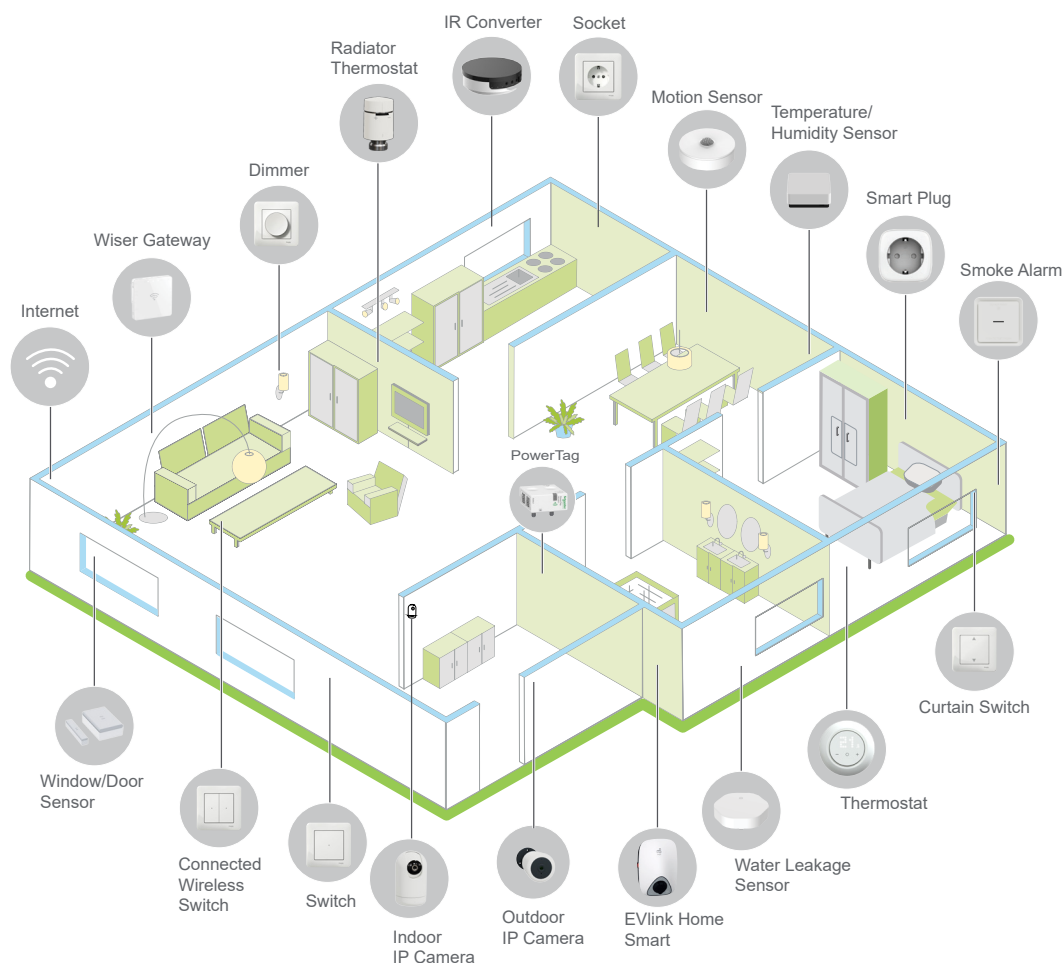 IR Converter
Socket
Radiator
Thermostat
Motion Sensor
Temperature/
Humidity Sensor
Dimmer
Smart Plug
Wiser Gateway
Smoke Alarm
Internet
PowerTag
Curtain Switch
Window/Door
Sensor
Thermostat
Connected
Wireless
Switch
Switch
Water Leakage
Sensor
Indoor
IP Camera
Outdoor
IP Camera
EVlink Home
Smart